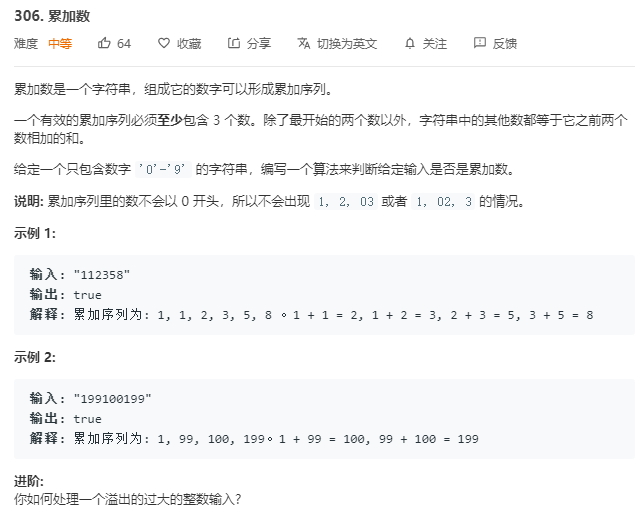 306. 累加数
难度 中等 64 收藏 分享 切换为英文 关注 反馈
累加数是一个字符串，组成它的数字可以形成累加序列。
一个有效的累加序列必须至少包含 3 个数。除了最开始的两个数以外，字符串中的其他数都等于它之前两个
数相加的和。
给定一个只包含数字 '0'-'9' 的字符串，编写一个算法来判断给定输入是否是累加数。
说明: 累加序列里的数不会以 0 开头，所以不会出现 1, 2, 03 或者 1, 02, 3 的情况。
示例 1:
输入: "112358"
输出: true
解释: 累加序列为: 1, 1, 2, 3, 5, 8 。1 + 1 = 2, 1 + 2 = 3, 2 + 3 = 5, 3 + 5 = 8
示例 2:
输入: "199100199"
输出: true
解释: 累加序列为: 1, 99, 100, 199。1 + 99 = 100, 99 + 100 = 199
进阶:
你如何处理一个溢出的过大的整数输入?